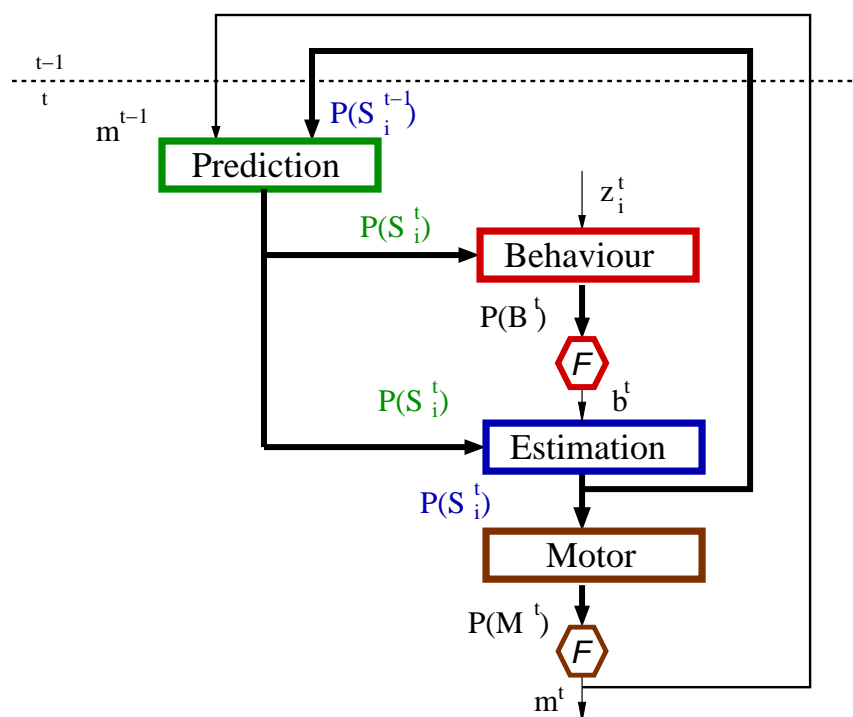 t–1
t
m^{t–1}
P(S_i^{t–1})
Prediction
z_i^t
P(S_i^t)
Behaviour
P(B^t)
F
P(S_i^t)
b^t
Estimation
P(S_i^t)
Motor
P(M^t)
F
m^t